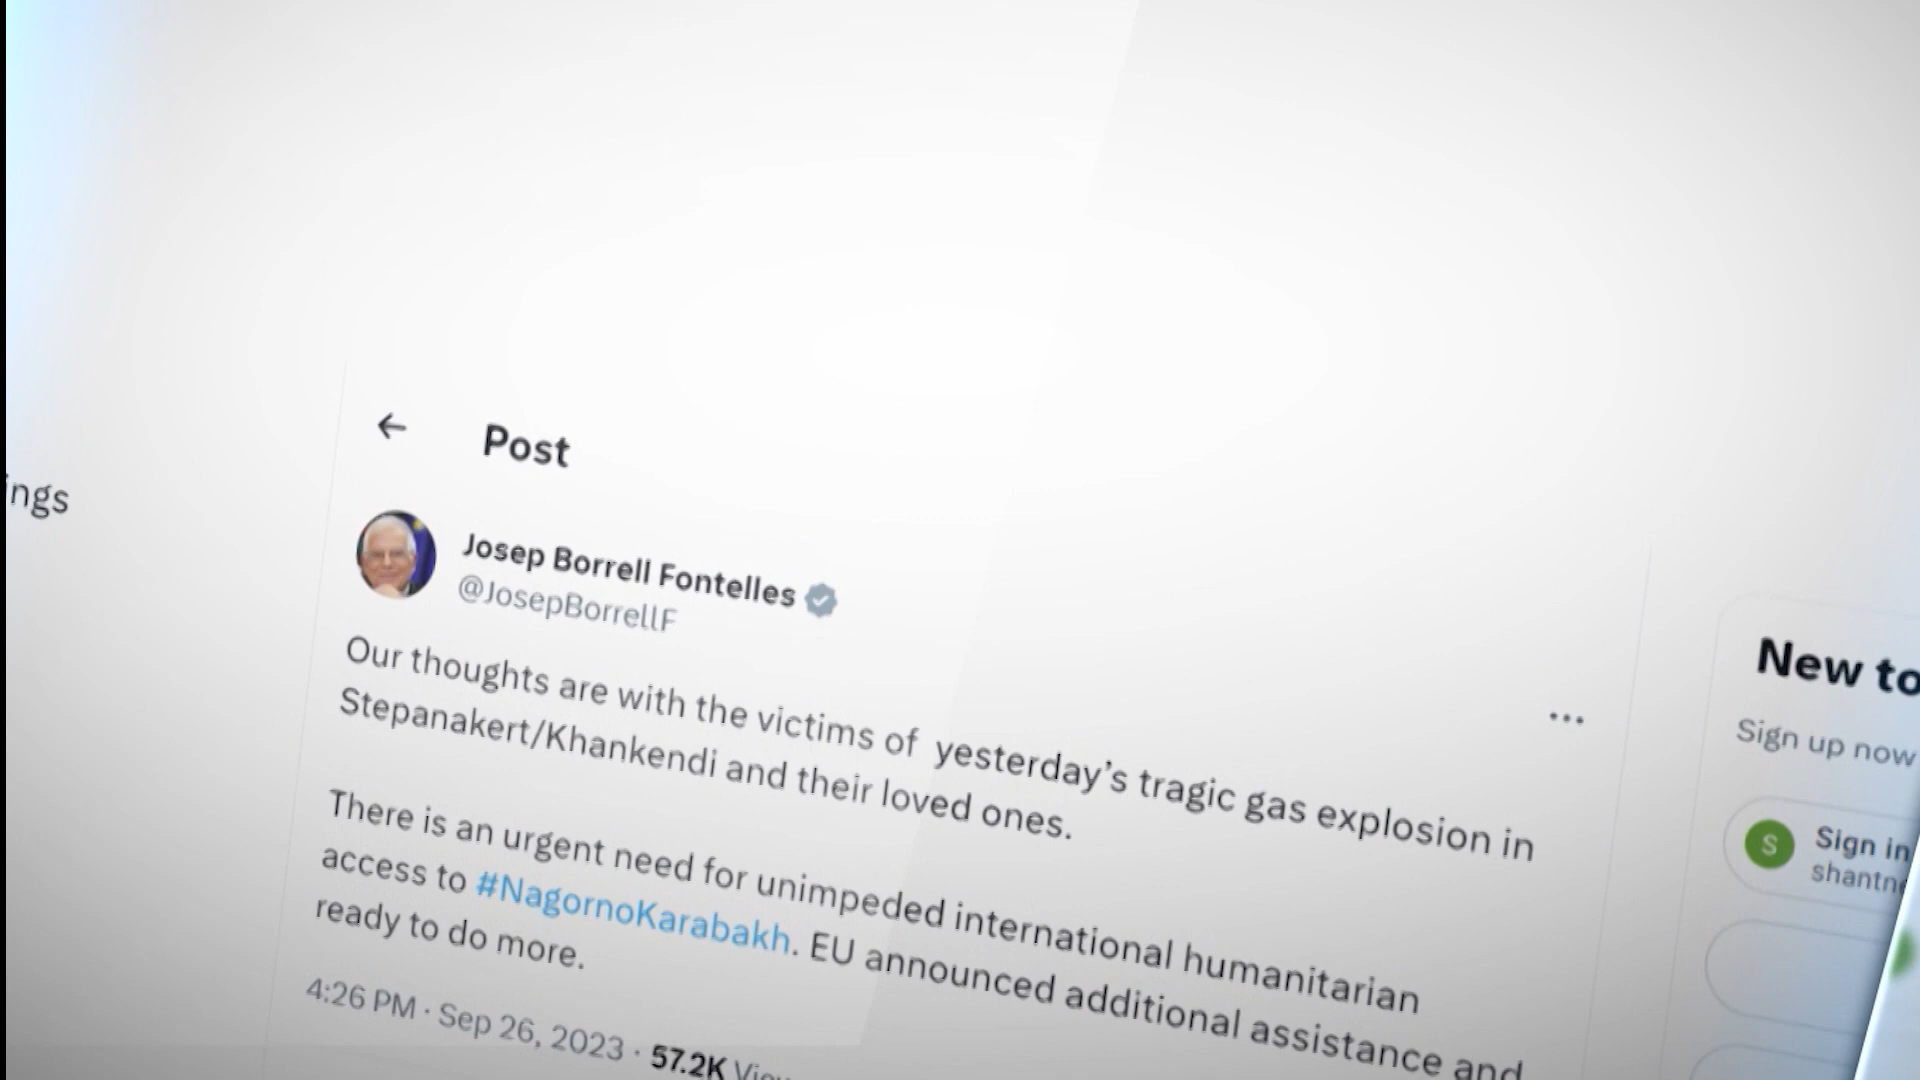 ings
Post
Josep Borrell Fontelles
@JosepBorrellF
Our thoughts are with the victims of yesterday’s tragic gas explosion in
Stepanakert/Khankendi and their loved ones.
There is an urgent need for unimpeded international humanitarian
access to #NagornoKarabakh. EU announced additional assistance and
ready to do more.
4:26 PM · Sep 26, 2023 · 57.2K Views
New to
Sign up now
S
Sign in
shantn